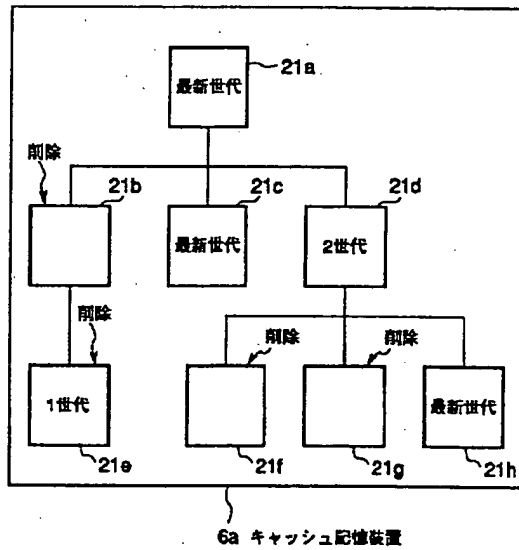 21a
最新世代
削除
21b
21c
21d
最新世代
2世代
削除
削除
削除
1世代
最新世代
21e
21f
21g
21h
6a キャッシュ記憶装置